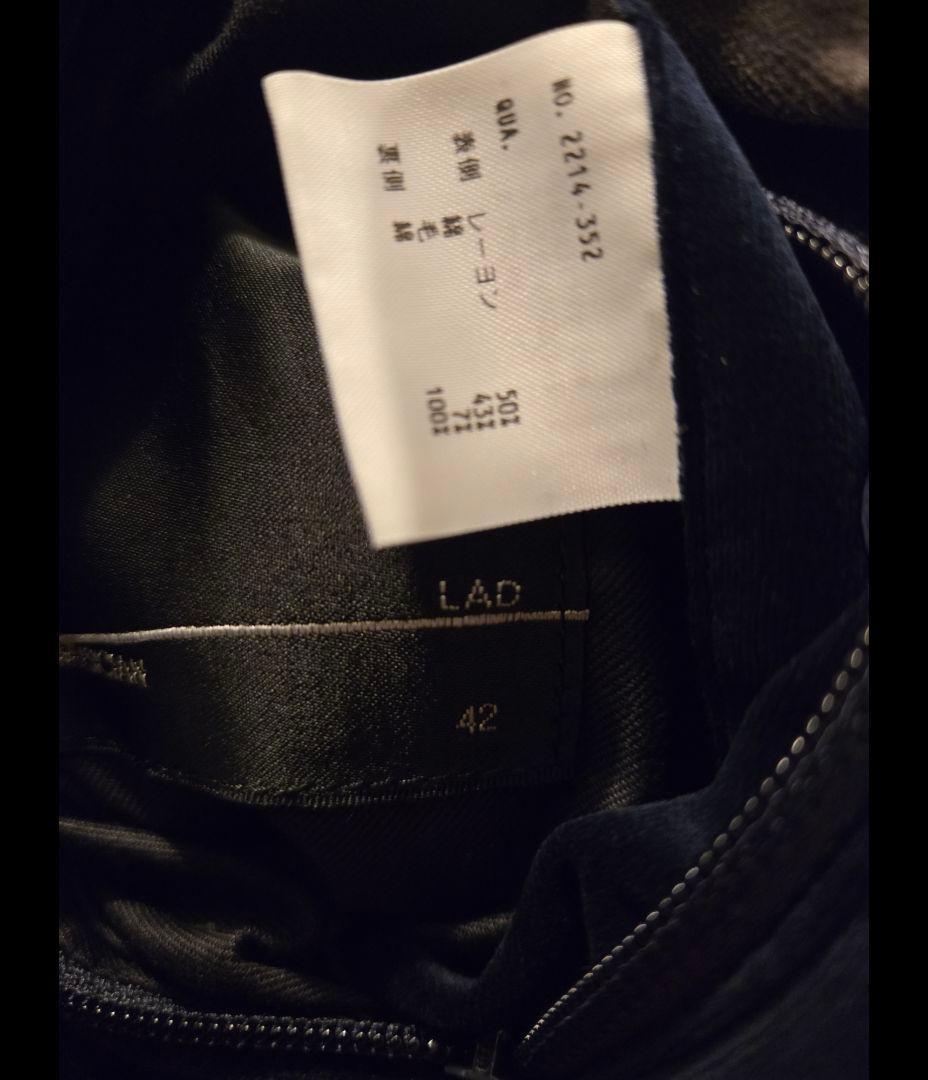 NO. 2214-352
QUA.
表側 レーヨン 50%
綿 43%
毛 7%
裏側 綿 100%
LAD
42